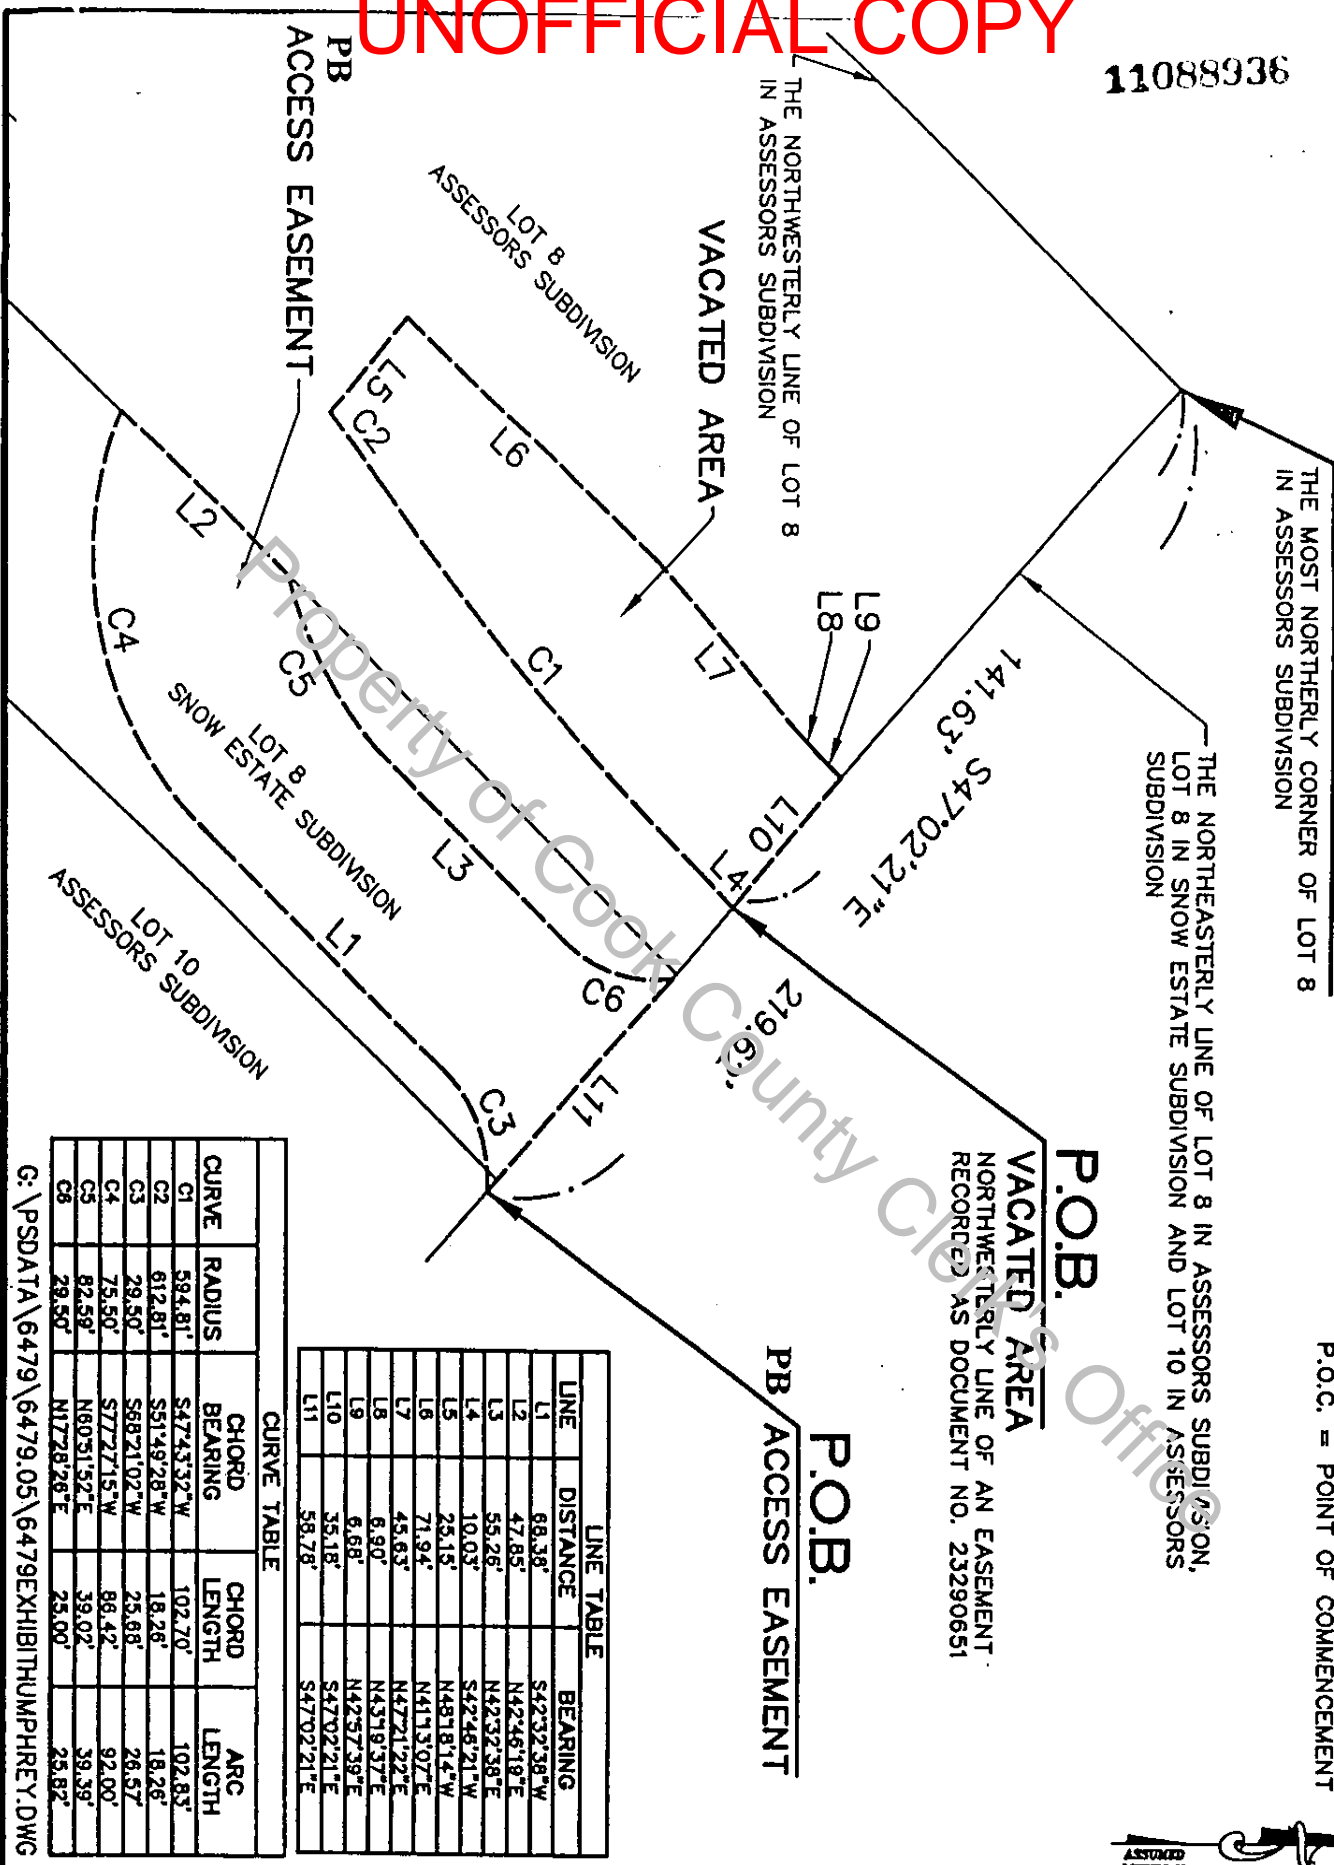 UNOFFICIAL COPY
11088936
P.O.C. = POINT OF COMMENCEMENT
THE MOST NORTHERLY CORNER OF LOT 8
IN ASSESSORS SUBDIVISION
THE NORTHEASTERLY LINE OF LOT 8 IN ASSESSORS SUBDIVISION,
LOT 8 IN SNOW ESTATE SUBDIVISION AND LOT 10 IN ASSESSORS
SUBDIVISION
THE NORTHWESTERLY LINE OF LOT 8
IN ASSESSORS SUBDIVISION
141.63' S47°02'21"E
219.63'
P.O.B.
VACATED AREA
NORTHWESTERLY LINE OF AN EASEMENT
RECORDED AS DOCUMENT NO. 23290651
P.O.B.
PB ACCESS EASEMENT
VACATED AREA
L9
L8
L7
L10
L4
L6
L5
C2
C1
LOT 8
ASSESSORS SUBDIVISION
PB
ACCESS EASEMENT
L2
C5
L3
C6
L11
C4
LOT 8
SNOW ESTATE SUBDIVISION
L1
C3
LOT 10
ASSESSORS SUBDIVISION
LINE TABLE
LINE DISTANCE BEARING
L1 68.38' S42°32'38"W
L2 47.85' N42°46'19"E
L3 55.26' N42°32'38"E
L4 10.03' S42°46'21"W
L5 25.15' N48°18'14"W
L6 71.94' N41°13'07"E
L7 45.63' N47°21'22"E
L8 6.90' N43°19'37"E
L9 6.68' N42°57'39"E
L10 35.18' S47°02'21"E
L11 58.78' S47°02'21"E
CURVE TABLE
CURVE RADIUS CHORD BEARING CHORD LENGTH ARC LENGTH
C1 594.81' S47°43'32"W 102.70' 102.83'
C2 612.81' S51°49'28"W 18.26' 18.26'
C3 29.50' S68°21'02"W 25.68' 26.57'
C4 75.50' S77°27'15"W 86.42' 92.00'
C5 82.59' N60°51'52"E 39.02' 39.39'
C6 29.50' N17°28'26"E 25.00' 25.82'
G:\PSDATA\6479\6479.05\6479EXHIBITHUMPHREY.DWG
ASSUMED
Property of Cook County Clerk's Office